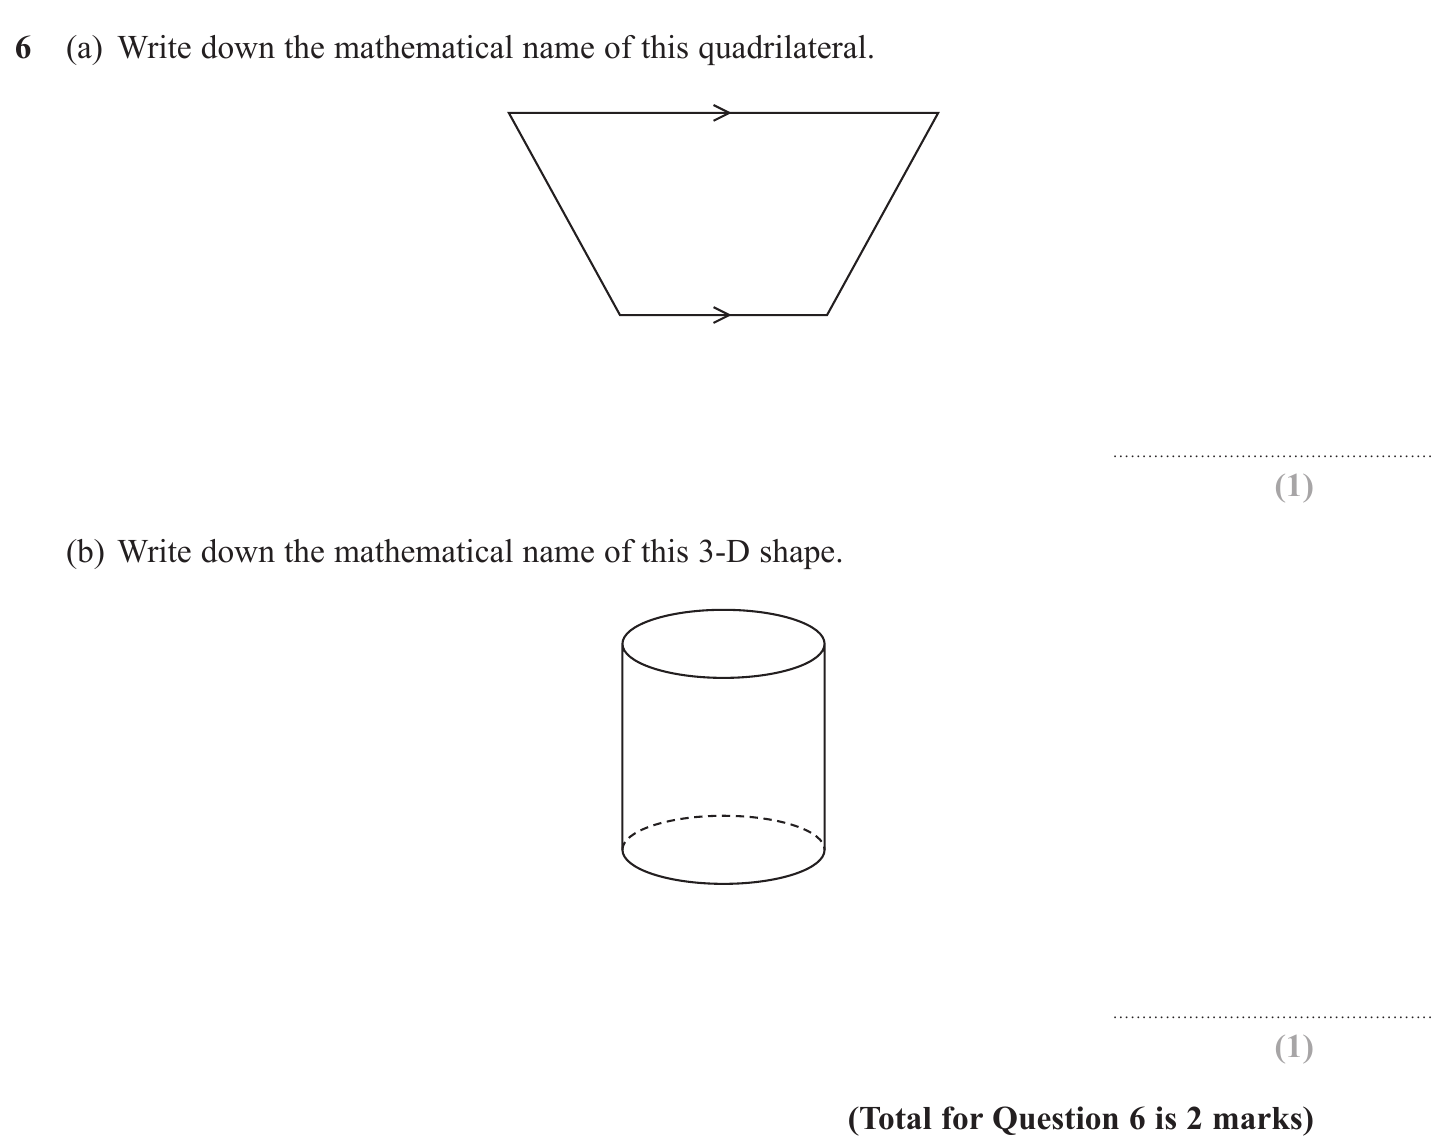 6 (a) Write down the mathematical name of this quadrilateral.
(1)
(b) Write down the mathematical name of this 3-D shape.
(1)
(Total for Question 6 is 2 marks)